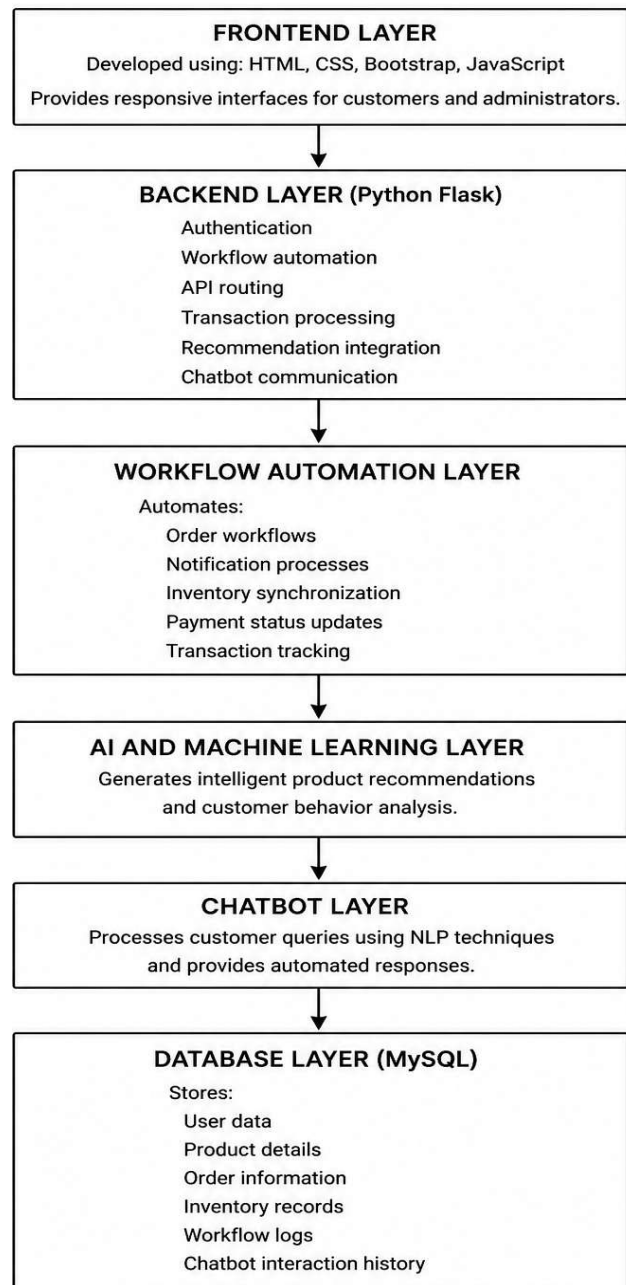 FRONTEND LAYER
Developed using: HTML, CSS, Bootstrap, JavaScript
Provides responsive interfaces for customers and administrators.
BACKEND LAYER (Python Flask)
Authentication
Workflow automation
API routing
Transaction processing
Recommendation integration
Chatbot communication
WORKFLOW AUTOMATION LAYER
Automates:
Order workflows
Notification processes
Inventory synchronization
Payment status updates
Transaction tracking
AI AND MACHINE LEARNING LAYER
Generates intelligent product recommendations
and customer behavior analysis.
CHATBOT LAYER
Processes customer queries using NLP techniques
and provides automated responses.
DATABASE LAYER (MySQL)
Stores:
User data
Product details
Order information
Inventory records
Workflow logs
Chatbot interaction history